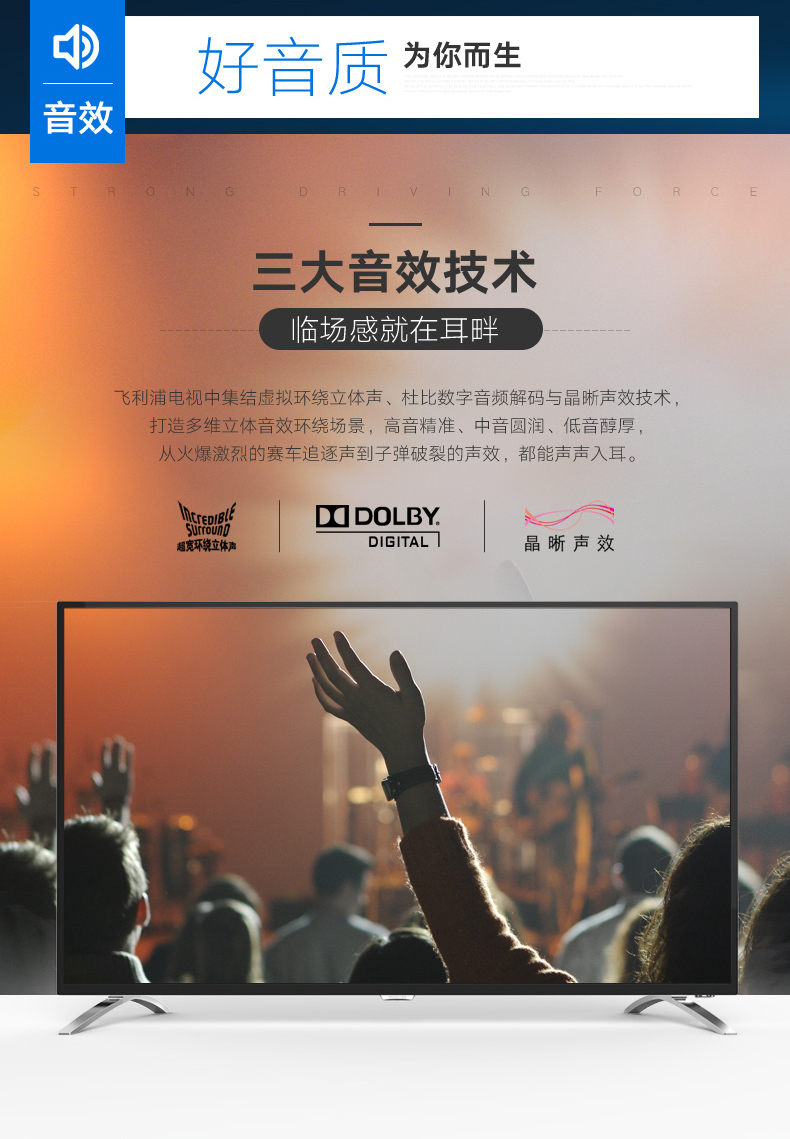 音效
好音质 为你而生
STRONG DRIVING FORCE
三大音效技术
临场感就在耳畔
飞利浦电视中集结虚拟环绕立体声、杜比数字音频解码与晶晰声效技术，
打造多维立体音效环绕场景，高音精准、中音圆润、低音醇厚，
从火爆激烈的赛车追逐声到子弹破裂的声效，都能声声入耳。
INCREDIBLE
SURROUND
超宽环绕立体声
DOLBY
DIGITAL
晶晰声效